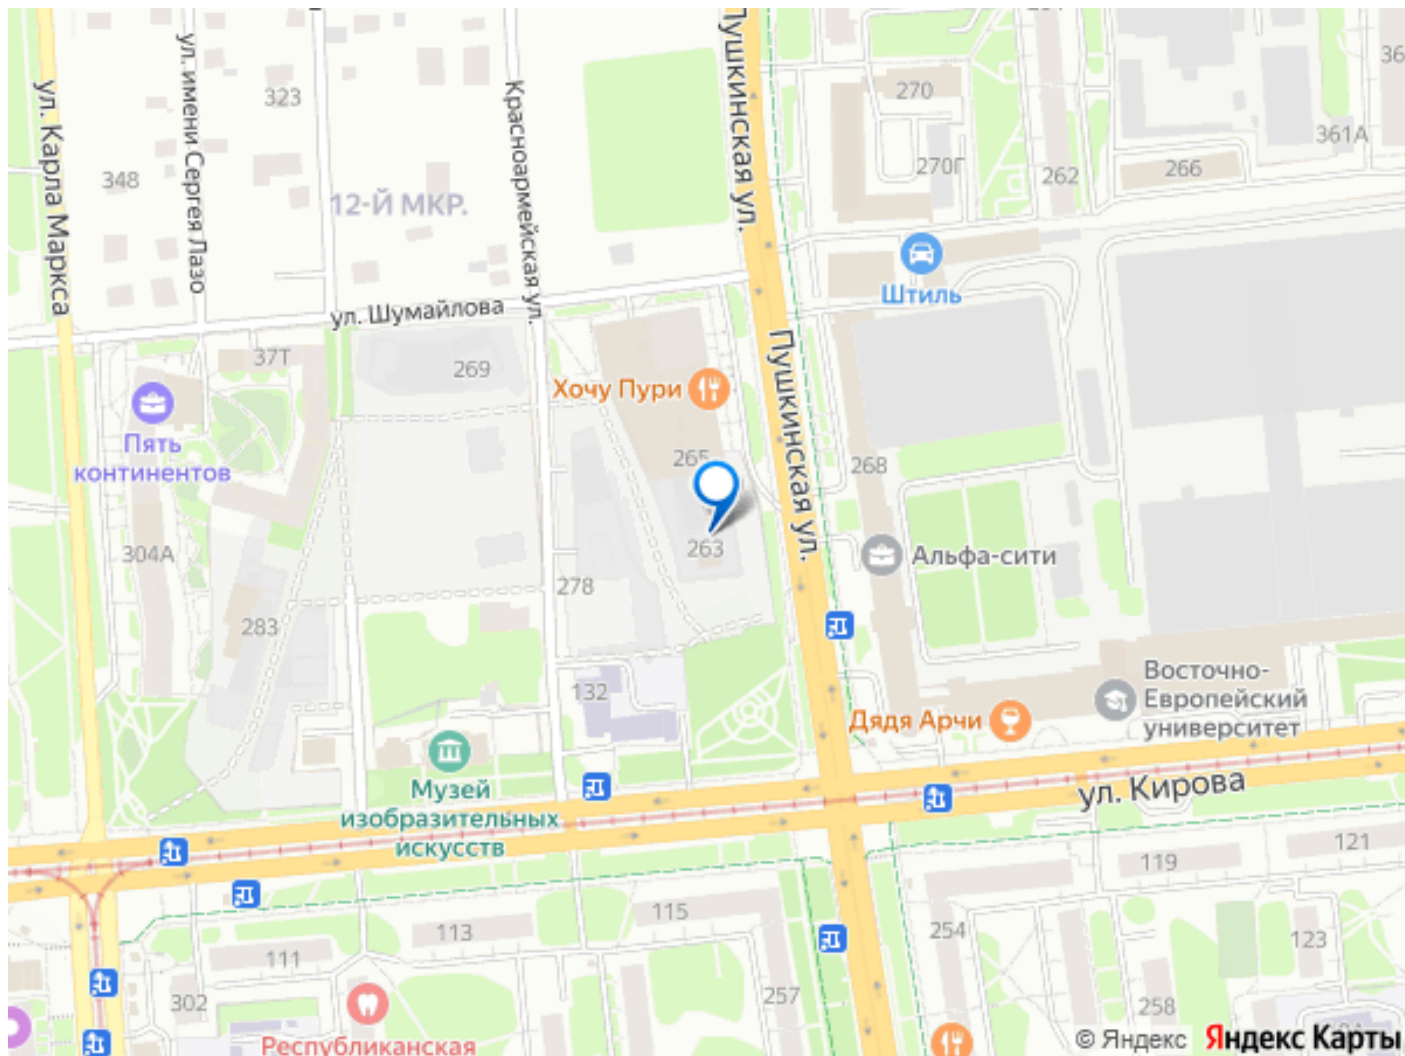 Пушкинская ул.
ул. имени Сергея Лазо
ул. Карла Маркса
Красноармейская ул.
323
348
12-Й МКР.
270
270Г
262
266
361А
36
Штиль
ул. Шумайлова
37Т
269
Хочу Пури
Пушкинская ул.
Пять
континентов
265
268
304А
263
278
Альфа-сити
283
132
Восточно-
Европейский
университет
Дядя Арчи
Музей
изобразительных
искусств
ул. Кирова
119
121
115
113
111
254
123
302
257
258
Республиканская
© Яндекс Яндекс Карты